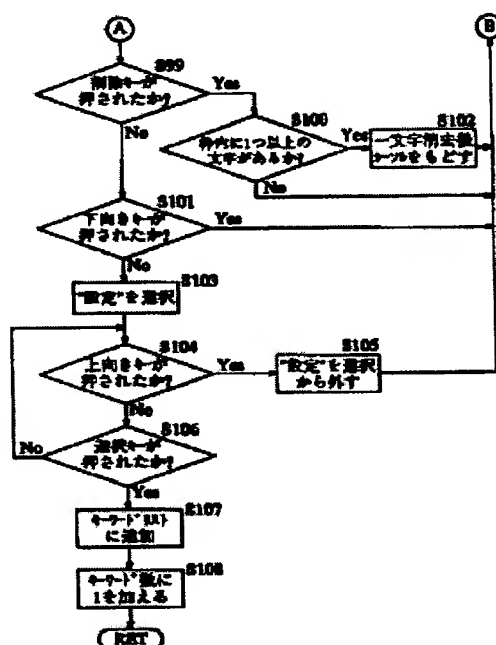 A
B
S99
削除キーが
押されたか?
Yes
No
S100
枠内に1つ以上の
文字があるか?
Yes
No
S102
一文字消去後
カーソルをもどす
S101
下向きキーが
押されたか?
Yes
No
S103
"設定"を選択
S104
上向きキーが
押されたか?
Yes
No
S105
"設定"を選択
から外す
S106
選択キーが
押されたか?
No
Yes
S107
キーワードリスト
に追加
S108
キーワード数に
1を加える
RET